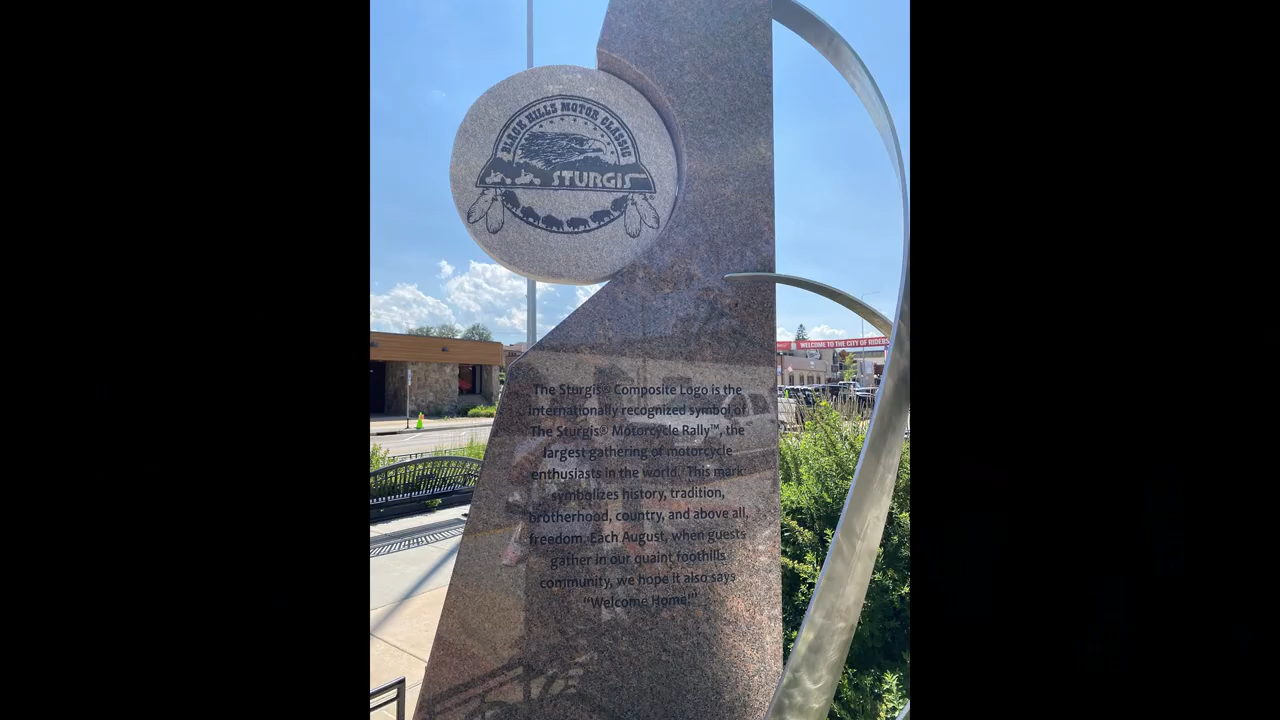 BLACK HILLS MOTOR CLASSIC
STURGIS
WELCOME TO THE CITY OF RIDERS
The Sturgis® Composite Logo is the
internationally recognized symbol of
The Sturgis® Motorcycle Rally™, the
largest gathering of motorcycle
enthusiasts in the world. This mark
symbolizes history, tradition,
brotherhood, country, and above all,
freedom. Each August, when guests
gather in our quaint foothills
community, we hope it also says
“Welcome Home!”